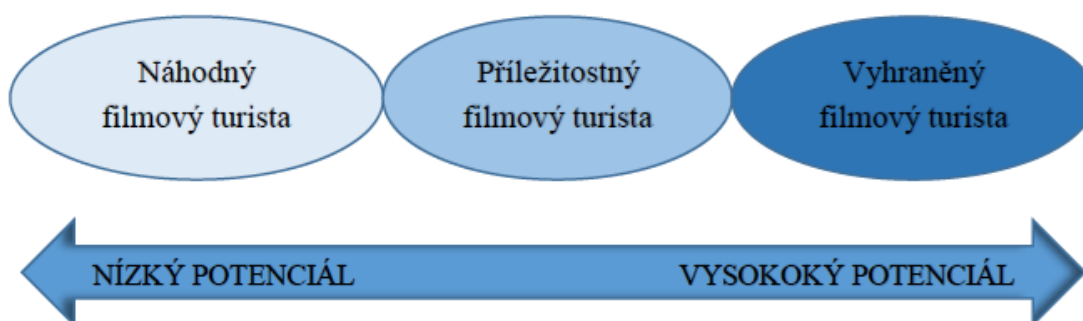 Náhodný
filmový turista
Příležitostný
filmový turista
Vyhraněný
filmový turista
NÍZKÝ POTENCIÁL
VYSOKOKÝ POTENCIÁL